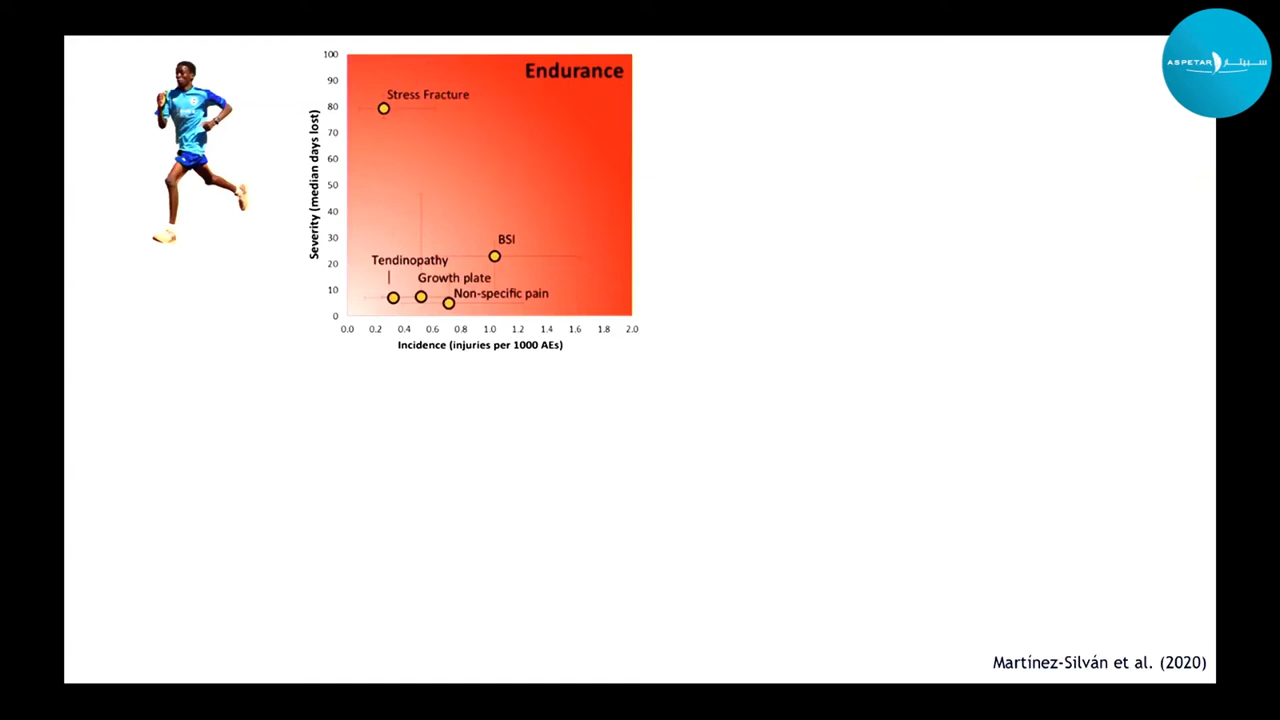 ASPETAR سبيتار
Endurance
Severity (median days lost)
100
90
80
70
60
50
40
30
20
10
0
Stress Fracture
BSI
Tendinopathy
Growth plate
Non-specific pain
0.0 0.2 0.4 0.6 0.8 1.0 1.2 1.4 1.6 1.8 2.0
Incidence (injuries per 1000 AEs)
Martínez-Silván et al. (2020)